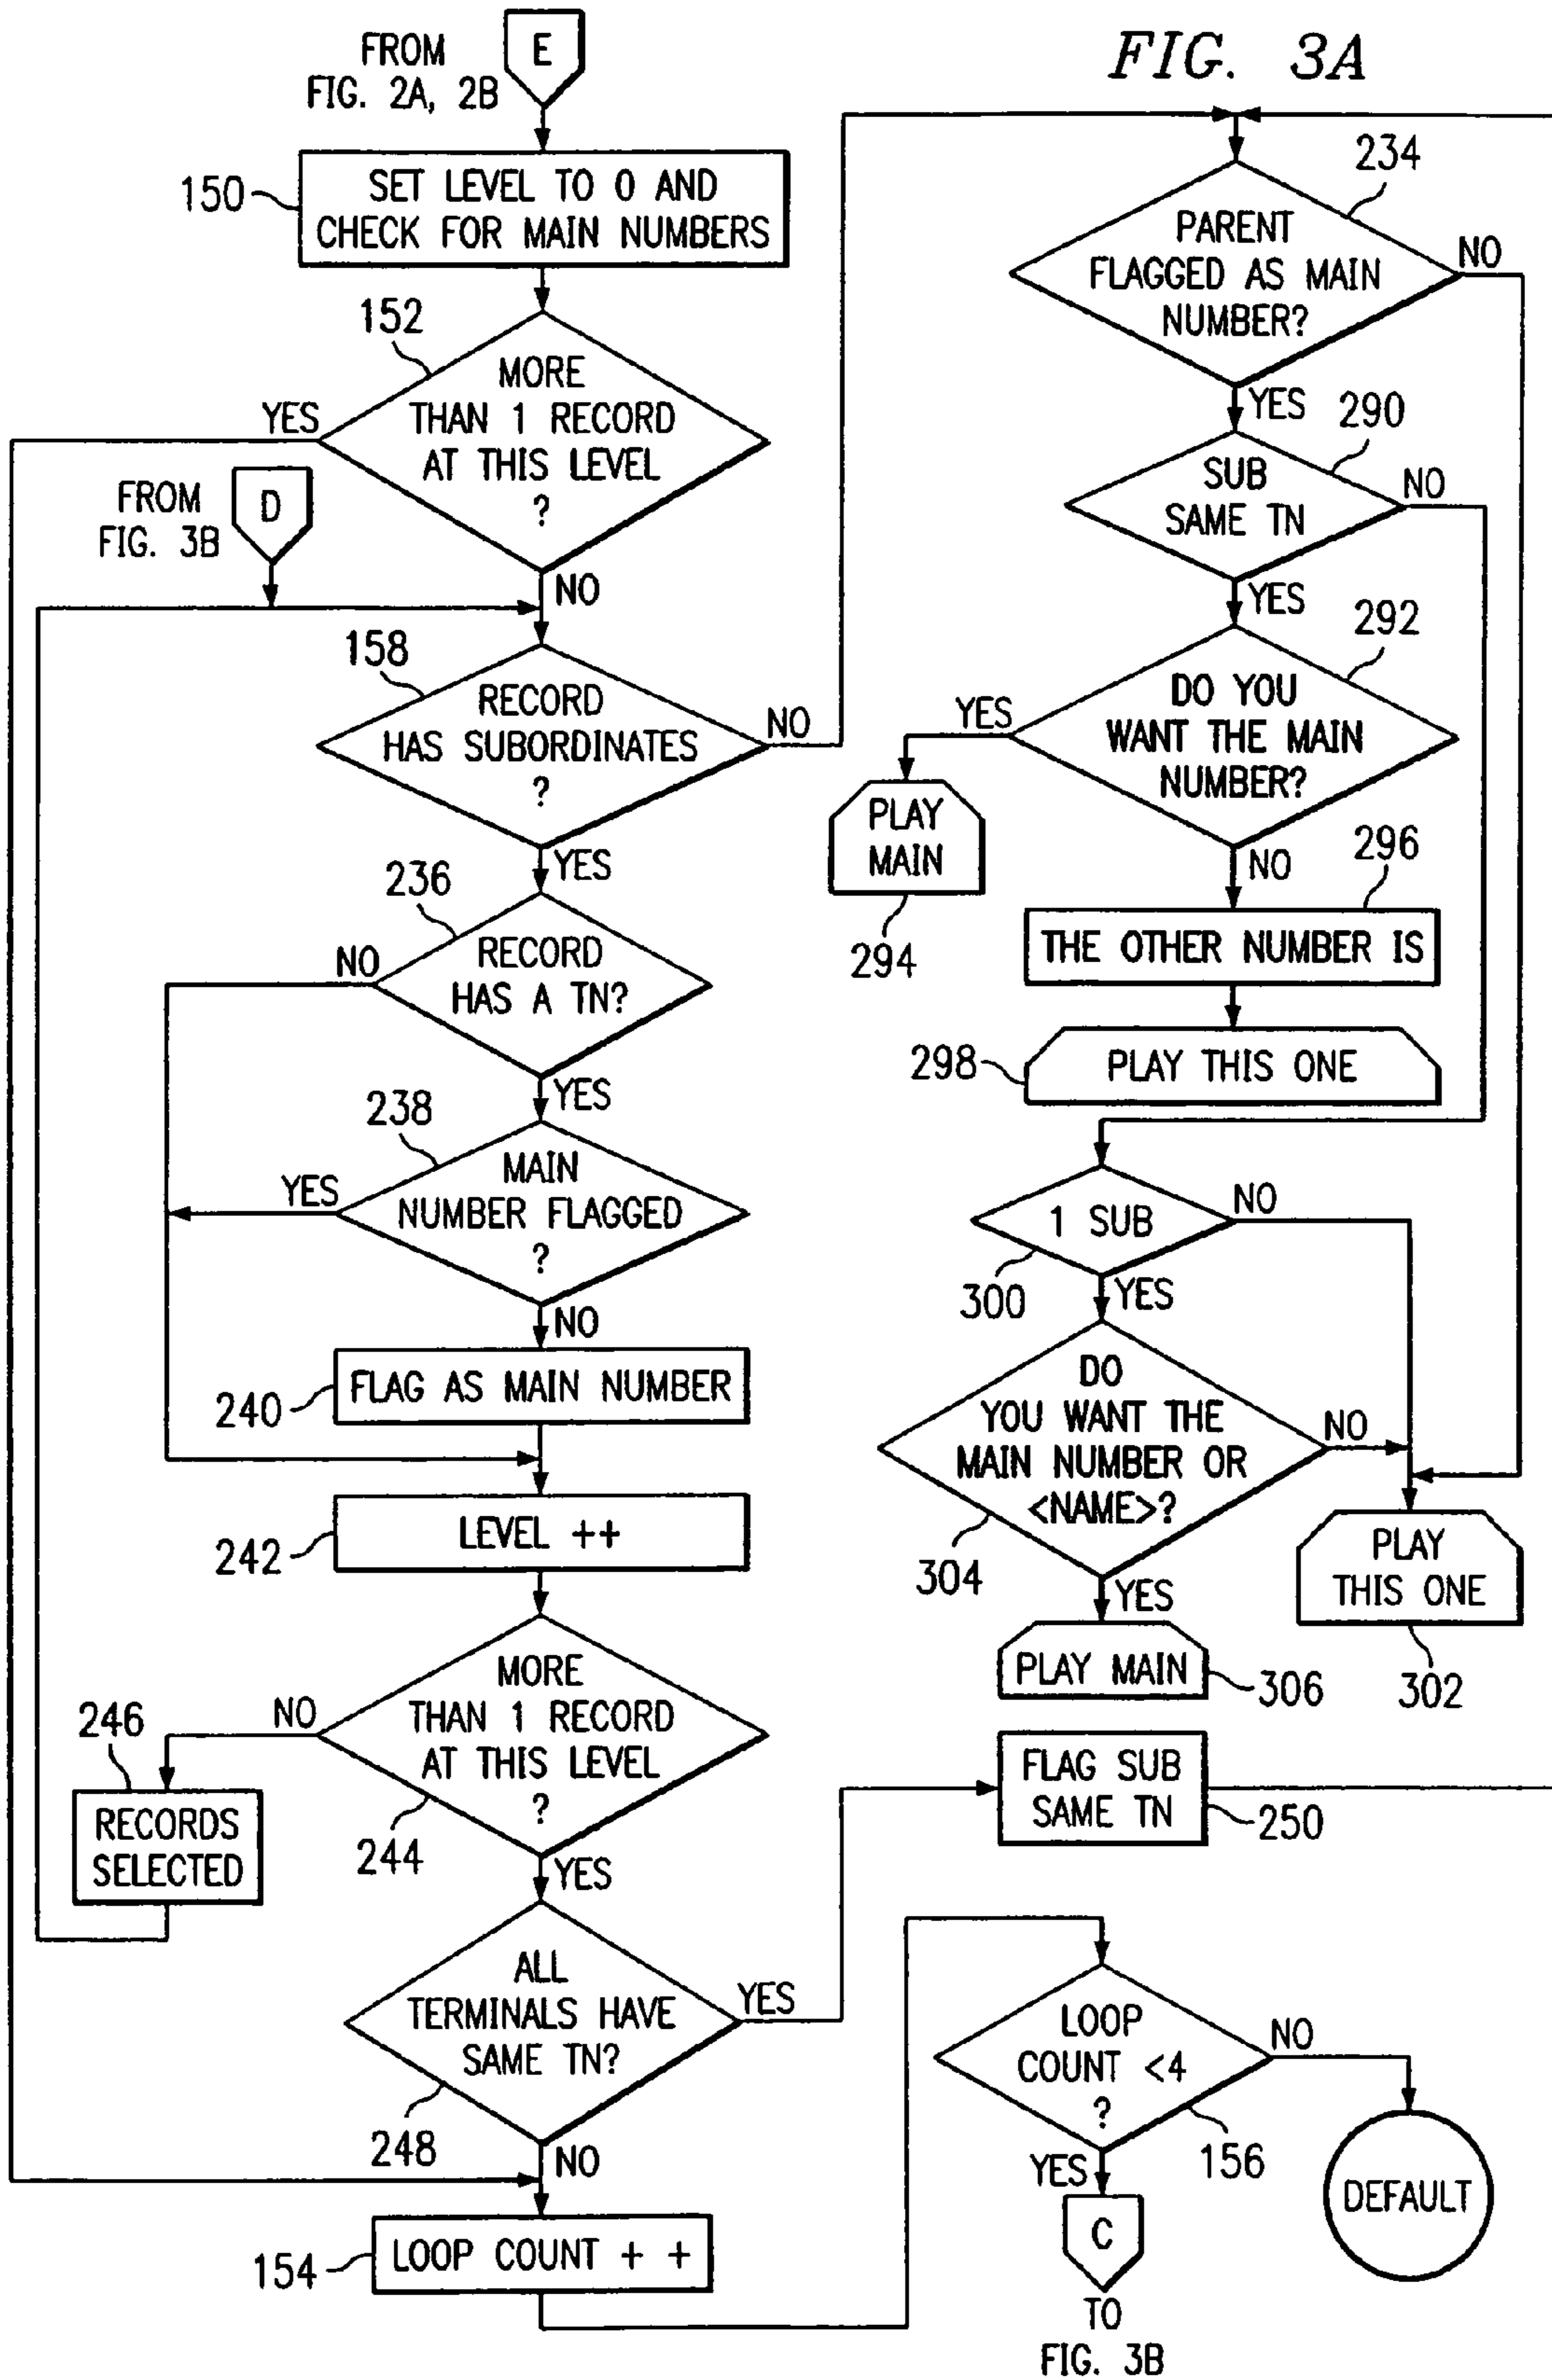 FIG. 3A
FROM
FIG. 2A, 2B
E
150
SET LEVEL TO 0 AND
CHECK FOR MAIN NUMBERS
152
MORE
THAN 1 RECORD
AT THIS LEVEL
?
YES
NO
FROM
FIG. 3B
D
158
RECORD
HAS SUBORDINATES
?
NO
YES
236
RECORD
HAS A TN?
NO
YES
238
MAIN
NUMBER FLAGGED
?
YES
NO
240
FLAG AS MAIN NUMBER
242
LEVEL ++
MORE
THAN 1 RECORD
AT THIS LEVEL
?
244
NO
YES
246
RECORDS
SELECTED
ALL
TERMINALS HAVE
SAME TN?
248
YES
NO
154
LOOP COUNT + +
234
PARENT
FLAGGED AS MAIN
NUMBER?
NO
YES
290
SUB
SAME TN
NO
YES
292
DO YOU
WANT THE MAIN
NUMBER?
YES
NO
PLAY
MAIN
294
296
THE OTHER NUMBER IS
298
PLAY THIS ONE
1 SUB
300
NO
YES
DO
YOU WANT THE
MAIN NUMBER OR
<NAME>?
304
NO
YES
PLAY MAIN
306
PLAY
THIS ONE
302
FLAG SUB
SAME TN
250
LOOP
COUNT <4
?
156
NO
YES
DEFAULT
C
TO
FIG. 3B